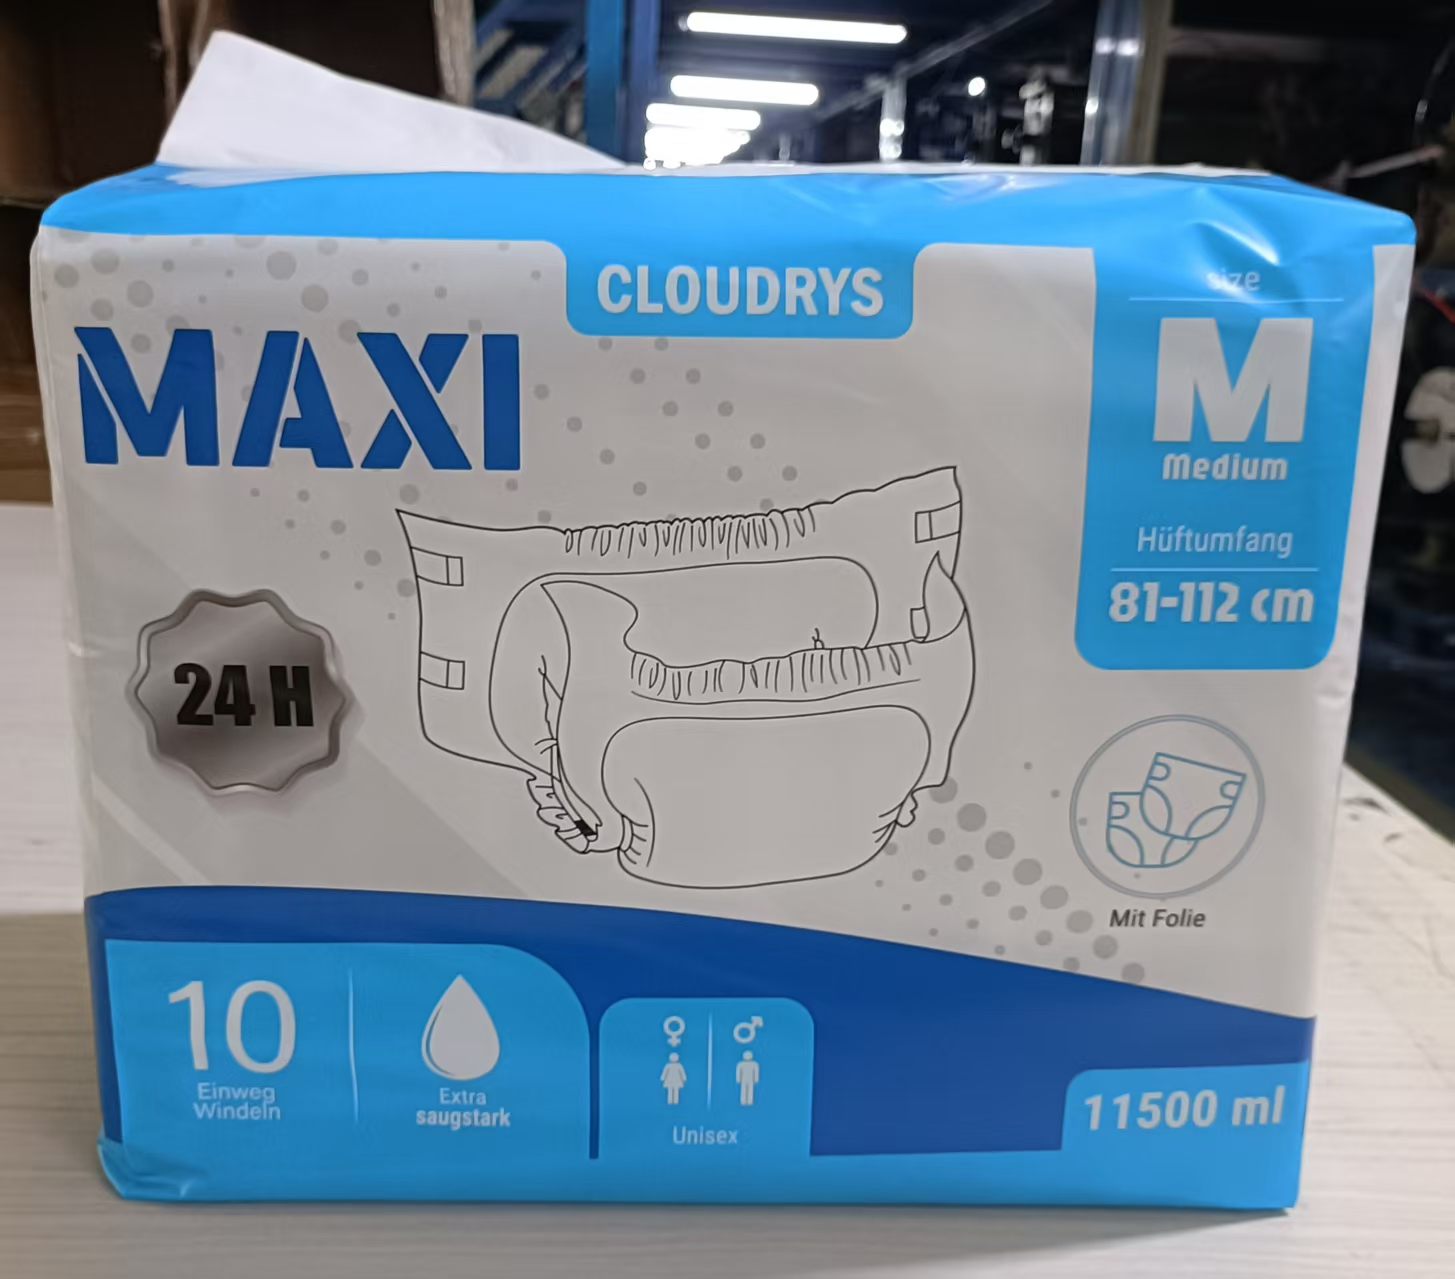 CLOUDRYS
MAXI
size
M
Medium
Hüftumfang
81-112 cm
24 H
Mit Folie
10
Einweg
Windeln
Extra
saugstark
Unisex
11500 ml